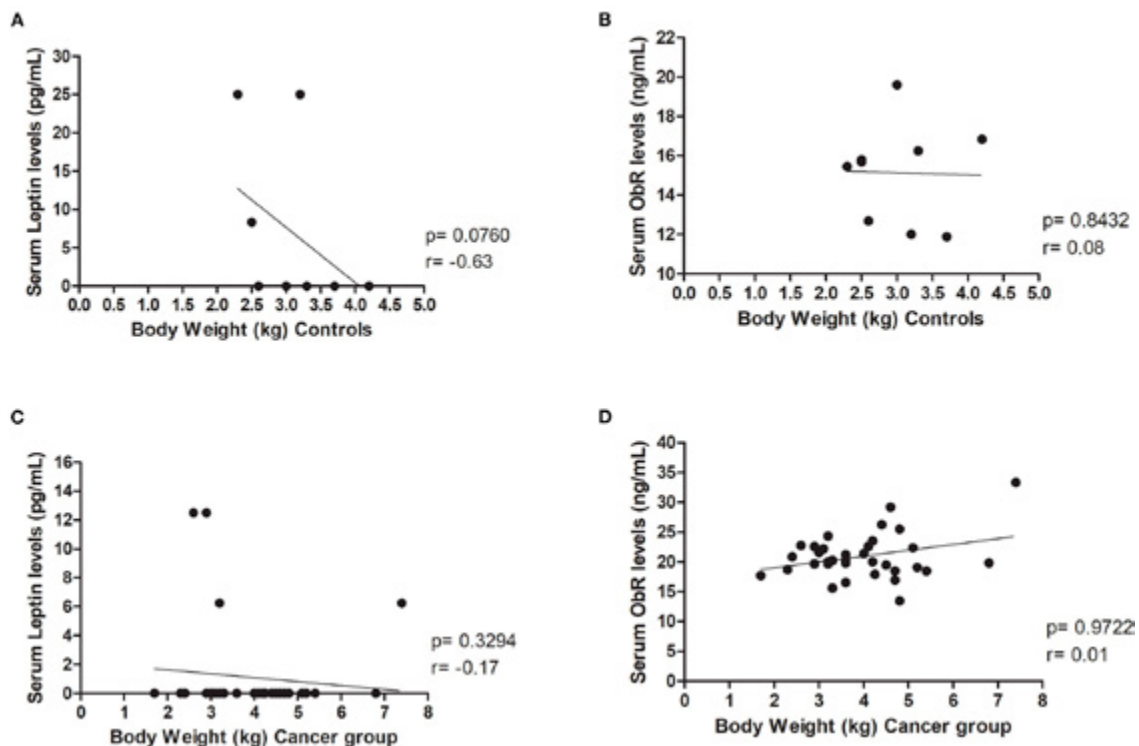 A
Serum Leptin levels (pg/mL)
30
25
20
15
10
5
0
0.0 0.5 1.0 1.5 2.0 2.5 3.0 3.5 4.0 4.5 5.0
Body Weight (kg) Controls
p= 0.0760
r= -0.63
B
Serum ObR levels (ng/mL)
22
20
18
16
14
12
10
0.0 0.5 1.0 1.5 2.0 2.5 3.0 3.5 4.0 4.5 5.0
Body Weight (kg) Controls
p= 0.8432
r= 0.08
C
Serum Leptin levels (pg/mL)
16
14
12
10
8
6
4
2
0
0 1 2 3 4 5 6 7 8
Body Weight (kg) Cancer group
p= 0.3294
r= -0.17
D
Serum ObR levels (ng/mL)
40
35
30
25
20
15
10
5
0
0 1 2 3 4 5 6 7 8
Body Weight (kg) Cancer group
p= 0.9722
r= 0.01